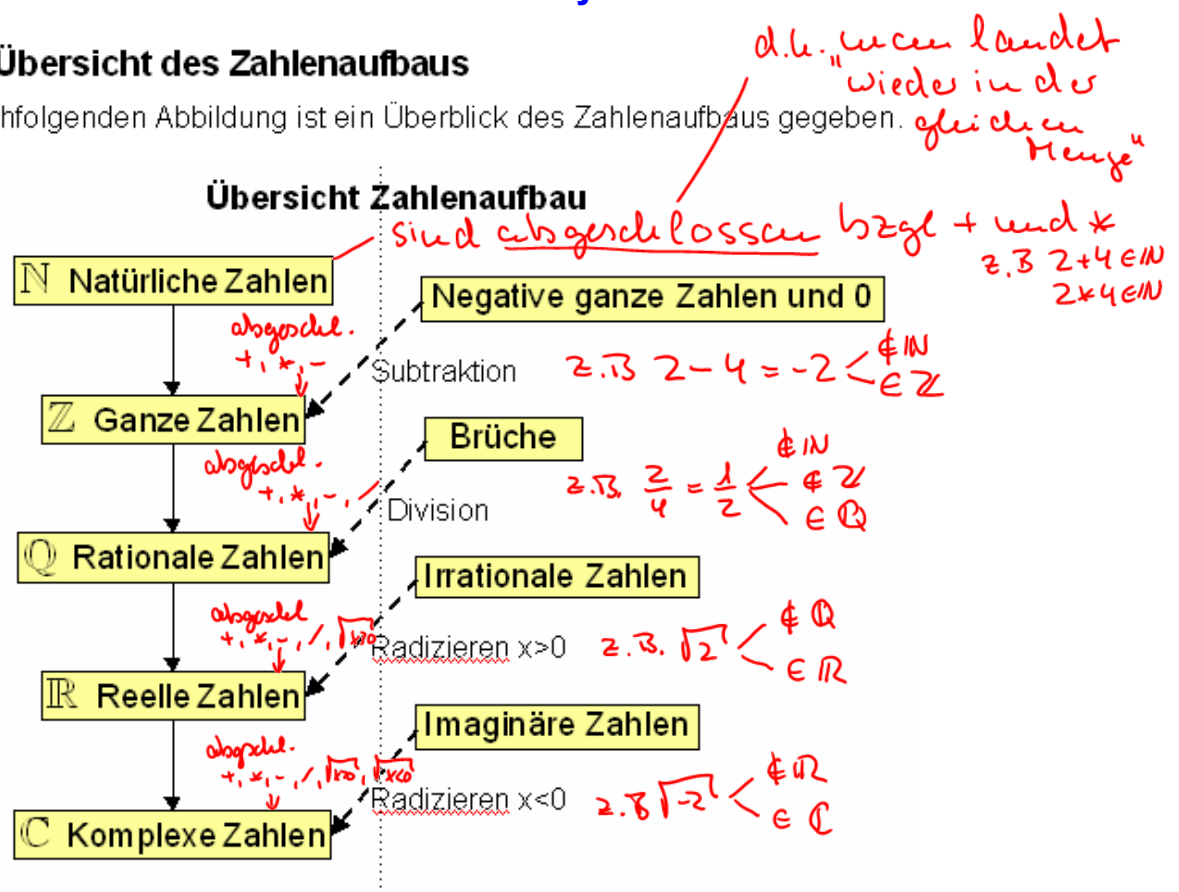 Übersicht des Zahlenaufbaus
d.h. man landet
"wieder in der
gleichen
Menge"
hfolgenden Abbildung ist ein Überblick des Zahlenaufbaus gegeben.
Übersicht Zahlenaufbau
sind abgeschlossen bzgl + und *
z.B 2+4 ∈ ℕ
2*4 ∈ ℕ
ℕ Natürliche Zahlen
Negative ganze Zahlen und 0
abgeschl.
+, *, -
Subtraktion
z.B 2 - 4 = -2 ∉ ℕ
∈ ℤ
ℤ Ganze Zahlen
Brüche
abgeschl.
+, *, -, /
Division
z.B. 2/4 = 1/2 ∉ ℕ
∉ ℤ
∈ ℚ
ℚ Rationale Zahlen
Irrationale Zahlen
abgeschl
+, *, -, /, √x>0
Radizieren x>0
z.B. √2 ∉ ℚ
∈ ℝ
ℝ Reelle Zahlen
Imaginäre Zahlen
abgschl.
+, *, -, /, √x>0, √x<0
Radizieren x<0
z.B √-2 ∉ ℝ
∈ ℂ
ℂ Komplexe Zahlen